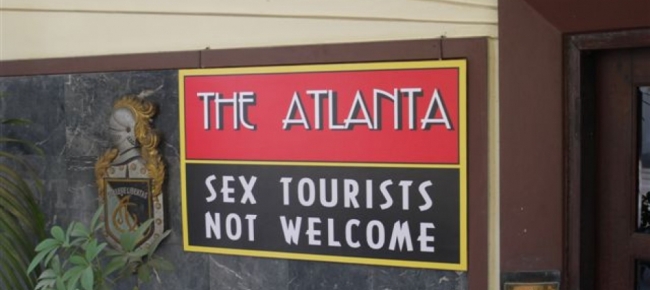 THE ATLANTA
SEX TOURISTS
NOT WELCOME